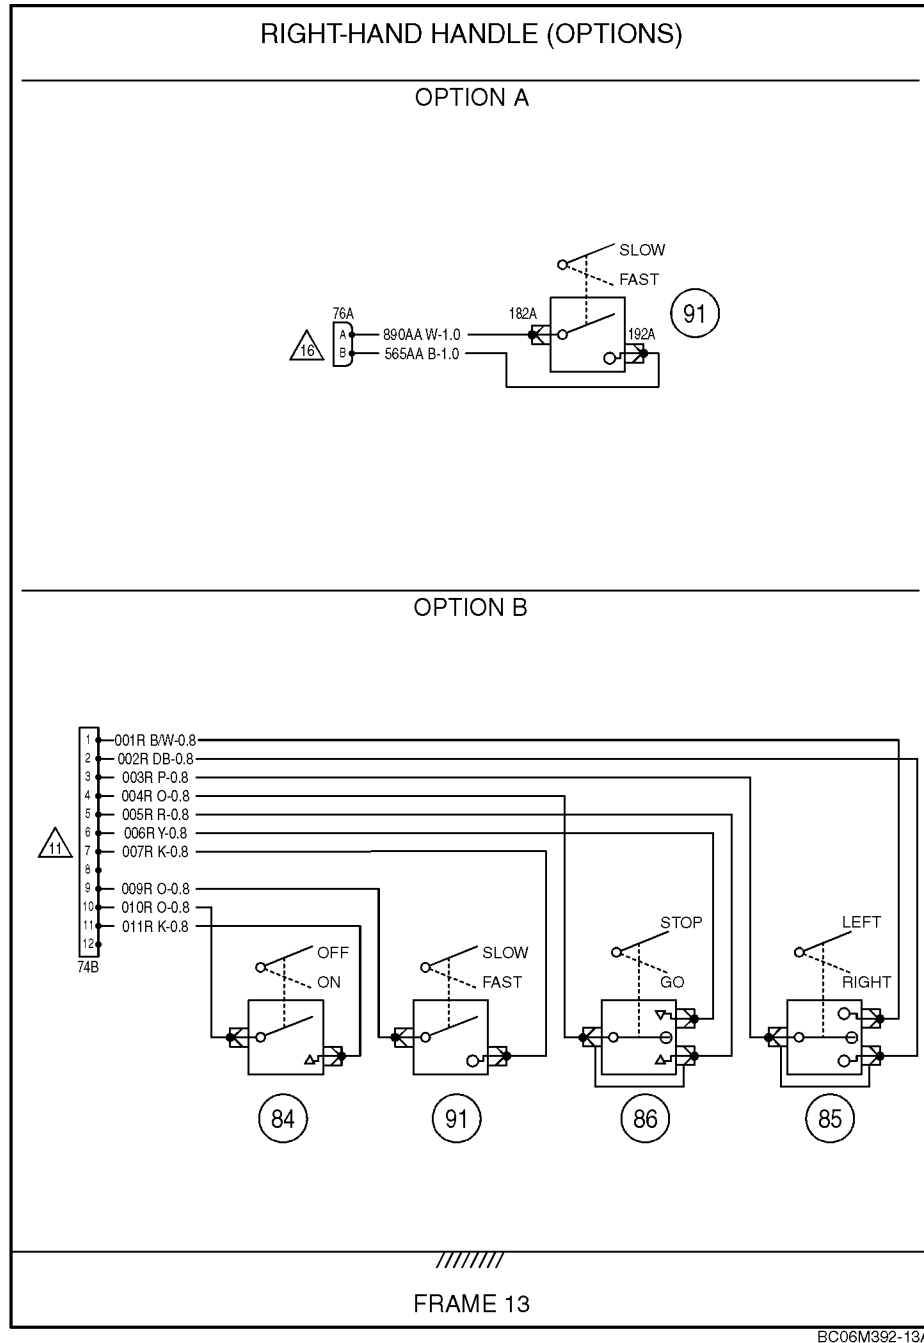 RIGHT-HAND HANDLE (OPTIONS)
OPTION A
SLOW
FAST
91
76A
182A
192A
16
A 890AA W-1.0
B 565AA B-1.0
OPTION B
11
1 001R B/W-0.8
2 002R DB-0.8
3 003R P-0.8
4 004R O-0.8
5 005R R-0.8
6 006R Y-0.8
7 007R K-0.8
8
9 009R O-0.8
10 010R O-0.8
11 011R K-0.8
12
74B
OFF
ON
SLOW
FAST
STOP
GO
LEFT
RIGHT
84
91
86
85
FRAME 13